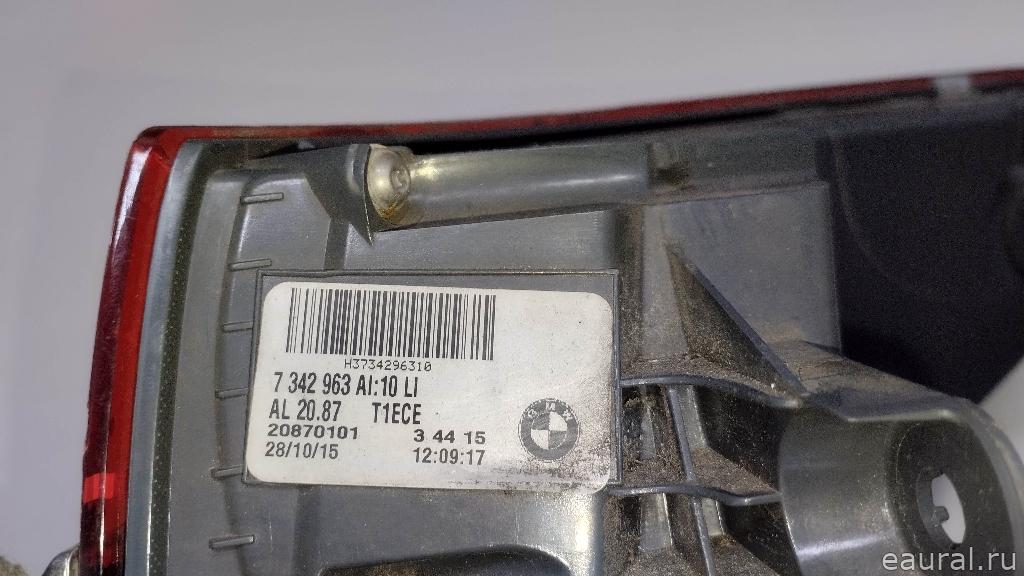 H3734296310
7 342 963 AI:10 LI
AL 20.87 T1ECE
20870101 3 44 15
28/10/15 12:09:17
BMW
eaural.ru